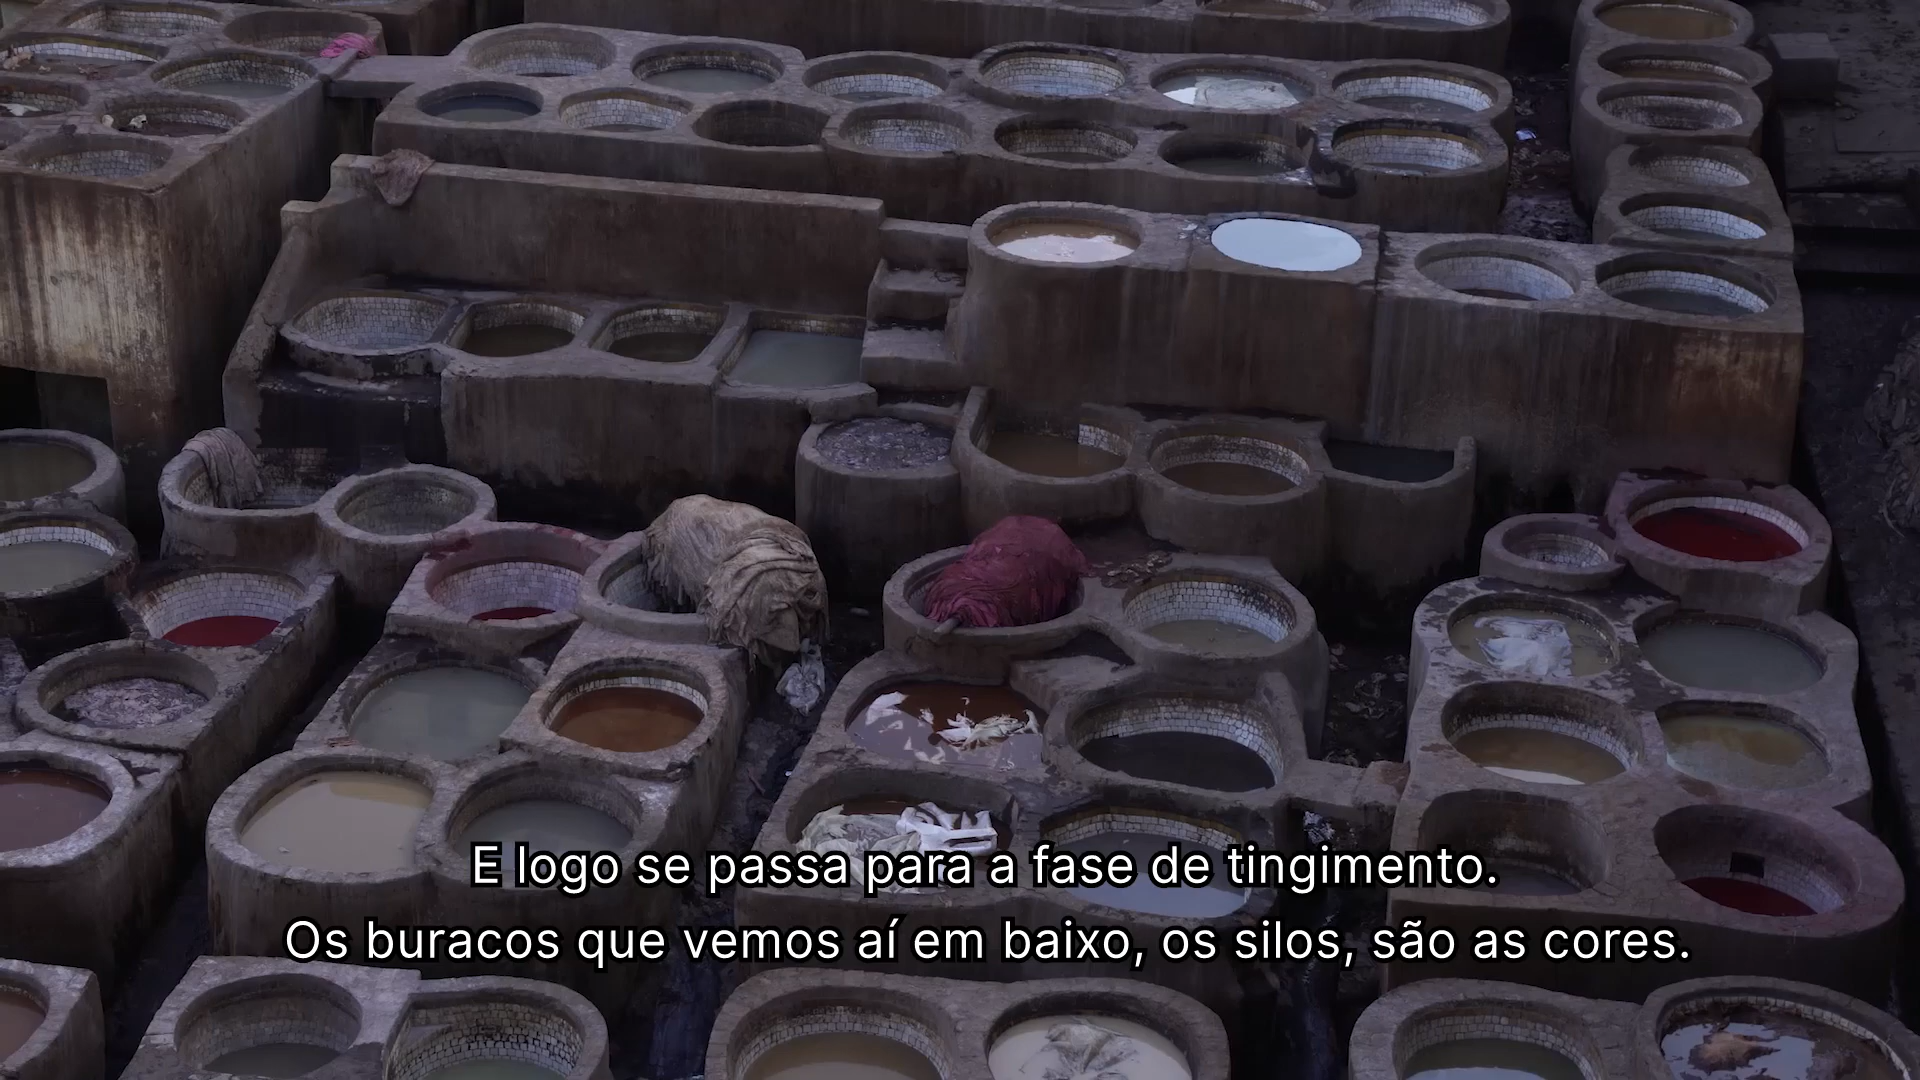 E logo se passa para a fase de tingimento.
Os buracos que vemos aí em baixo, os silos, são as cores.